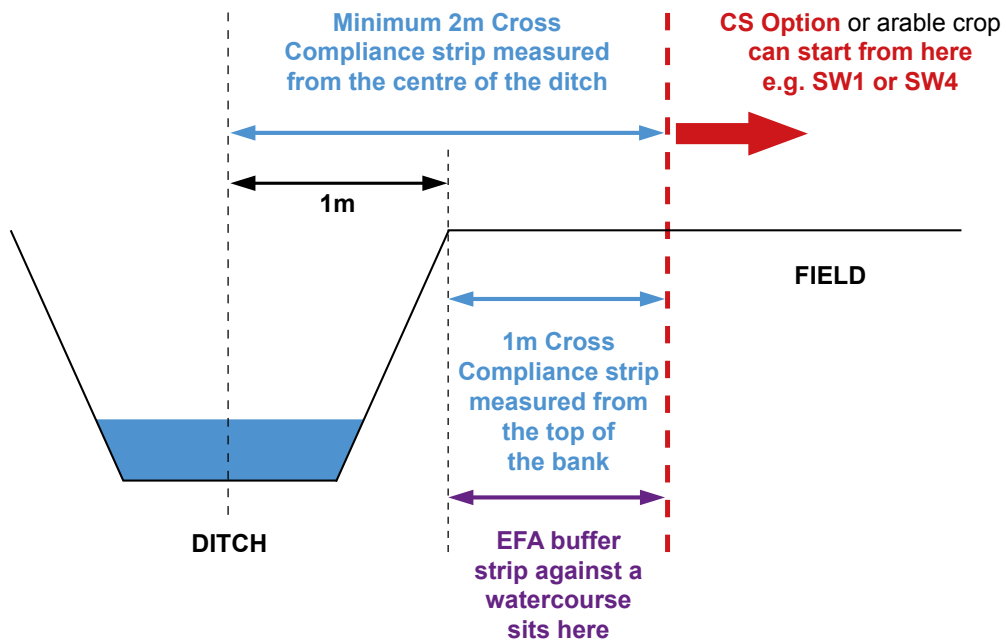 Minimum 2m Cross
Compliance strip measured
from the centre of the ditch
CS Option or arable crop
can start from here
e.g. SW1 or SW4
1m
FIELD
1m Cross
Compliance strip
measured from
the top of
the bank
DITCH
EFA buffer
strip against a
watercourse
sits here